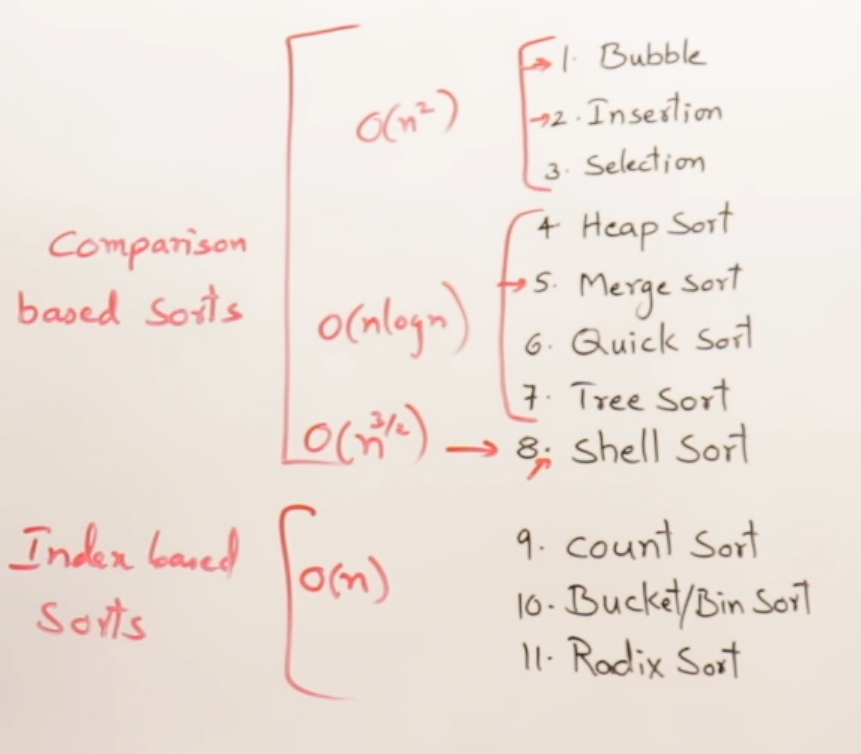 O(n²)
1. Bubble
2. Insertion
3. Selection
Comparison
based Sorts
O(nlogn)
4 Heap Sort
5. Merge Sort
6. Quick Sort
7. Tree Sort
O(n^3/2) → 8. Shell Sort
Index based
Sorts
O(n)
9. Count Sort
10. Bucket/Bin Sort
11. Radix Sort